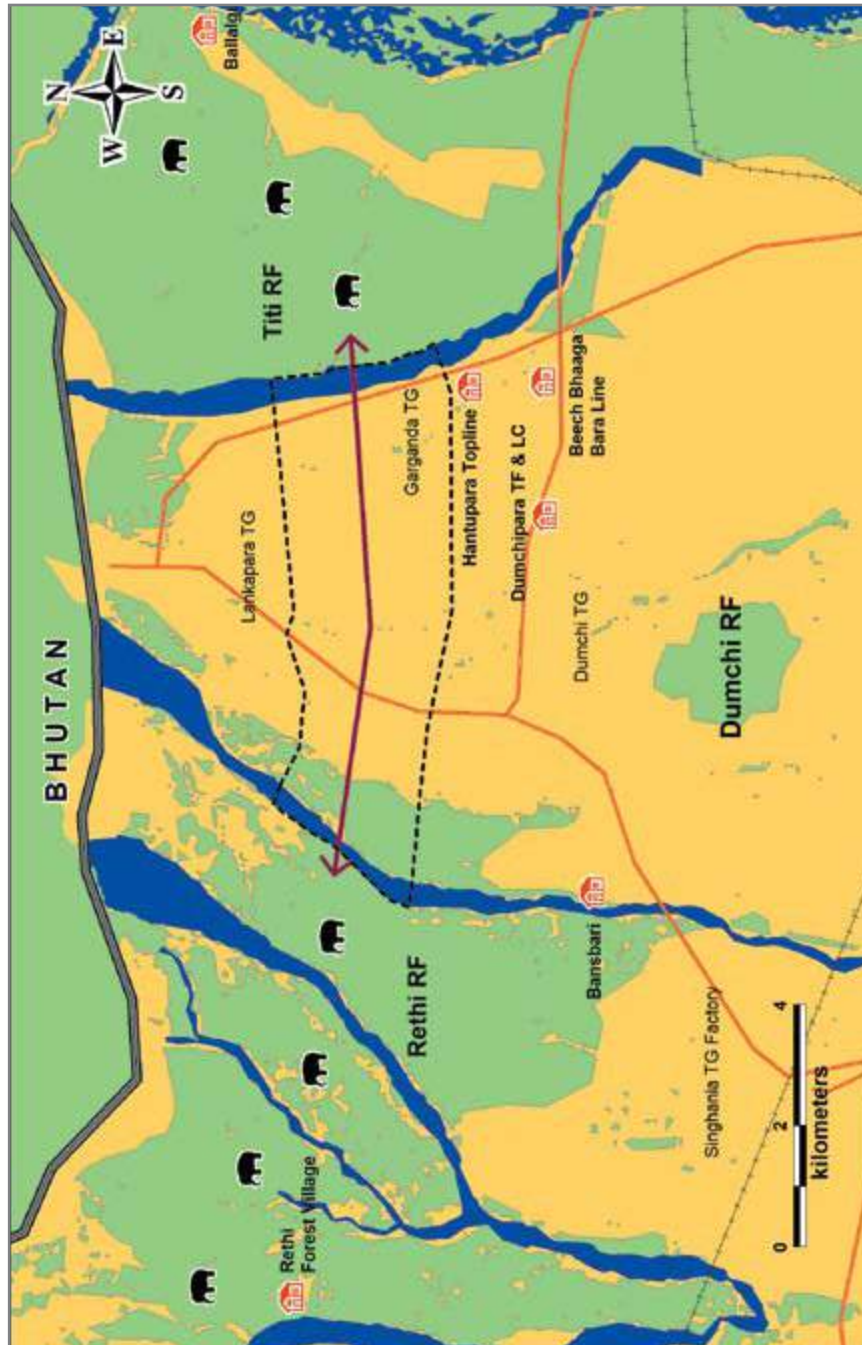 BHUTAN
N
W
E
S
Ballalg
Titi RF
Lankapara TG
Garganda TG
Hantupara Topline
Dumchipara TF & LC
Beech Bhaaga
Bara Line
Dumchi TG
Dumchi RF
Rethi RF
Bansbari
Rethi
Forest Village
Singhania TG Factory
0 2 4
kilometers